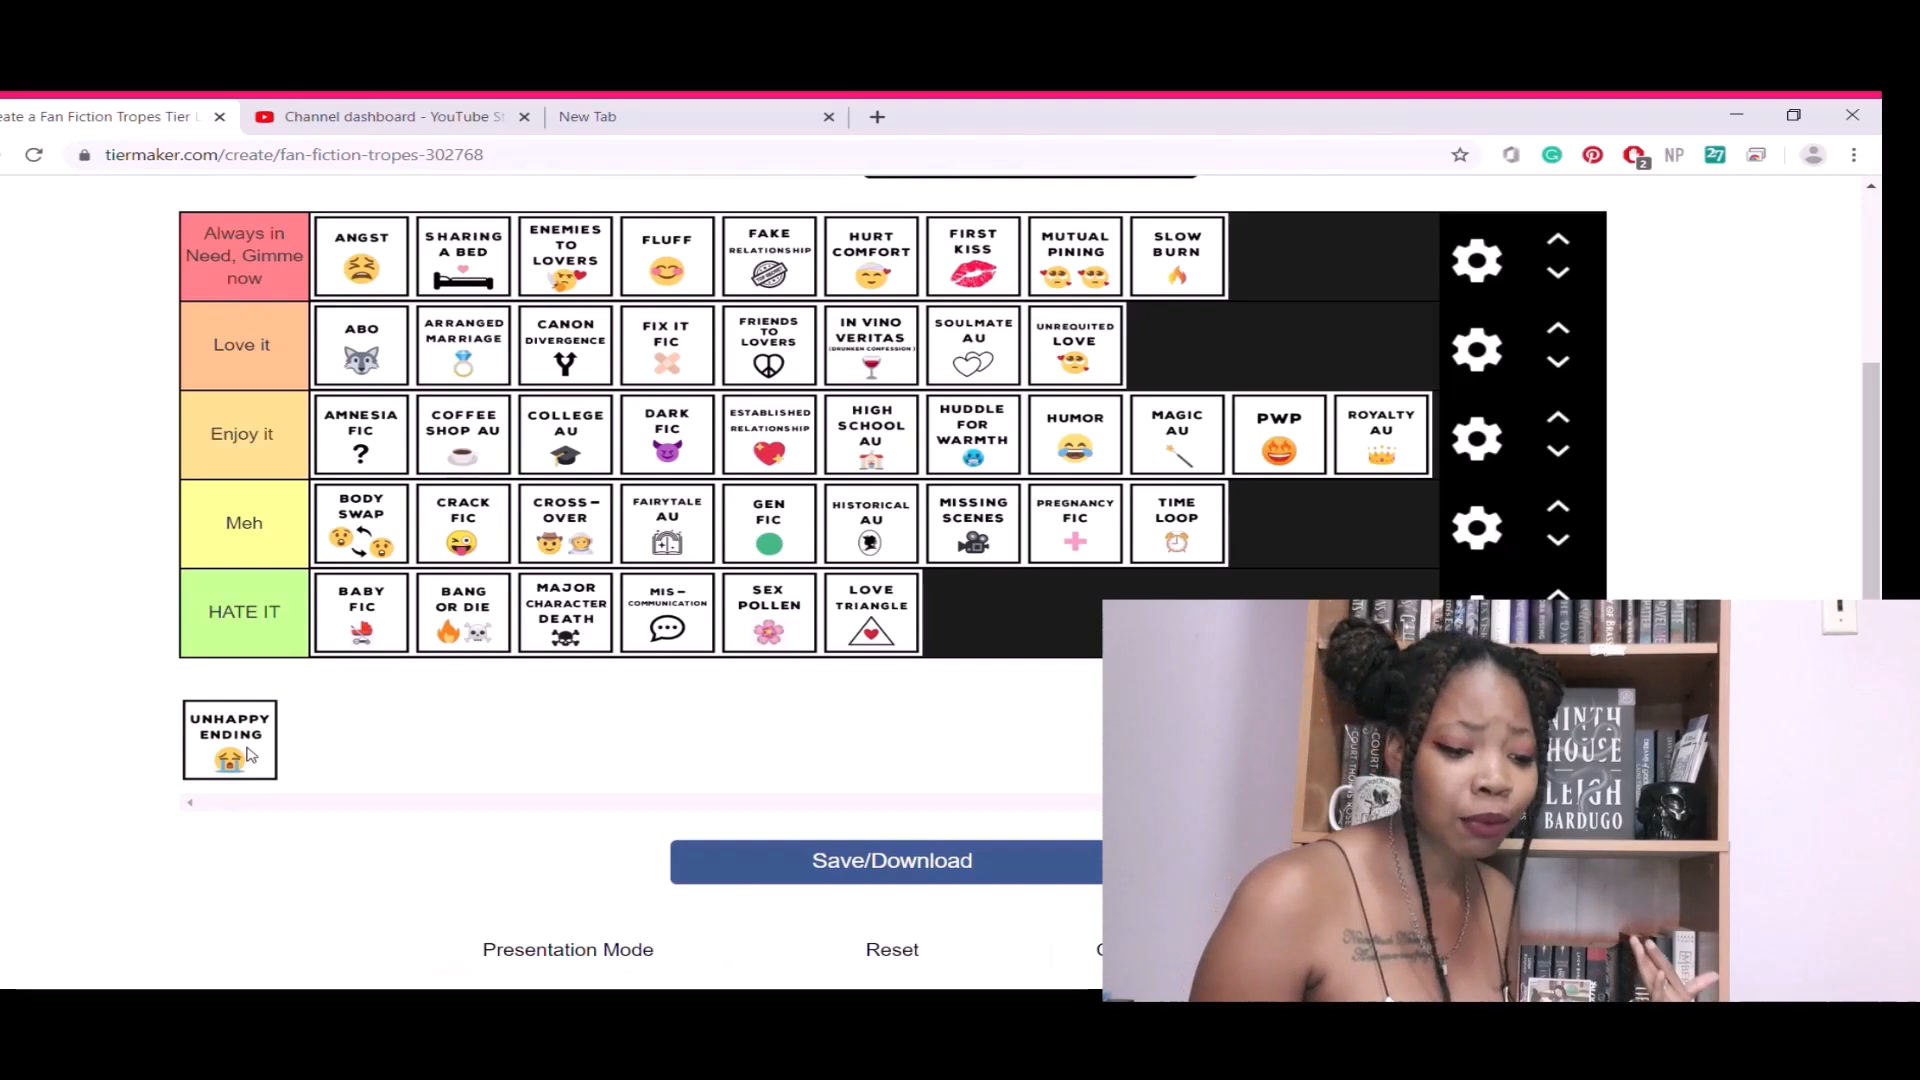 eate a Fan Fiction Tropes Tier L
Channel dashboard - YouTube S
New Tab
tiermaker.com/create/fan-fiction-tropes-302768
2
NP
27
Always in
Need, Gimme
now
ANGST
SHARING
A BED
ENEMIES
TO
LOVERS
FLUFF
FAKE
RELATIONSHIP
HURT
COMFORT
FIRST
KISS
MUTUAL
PINING
SLOW
BURN
Love it
ABO
ARRANGED
MARRIAGE
CANON
DIVERGENCE
FIX IT
FIC
FRIENDS
TO
LOVERS
IN VINO
VERITAS
(DRUNKEN CONFESSION)
SOULMATE
AU
UNREQUITED
LOVE
Enjoy it
AMNESIA
FIC
?
COFFEE
SHOP AU
COLLEGE
AU
DARK
FIC
ESTABLISHED
RELATIONSHIP
HIGH
SCHOOL
AU
HUDDLE
FOR
WARMTH
HUMOR
MAGIC
AU
PWP
ROYALTY
AU
Meh
BODY
SWAP
CRACK
FIC
CROSS-
OVER
FAIRYTALE
AU
GEN
FIC
HISTORICAL
AU
MISSING
SCENES
PREGNANCY
FIC
TIME
LOOP
HATE IT
BABY
FIC
BANG
OR DIE
MAJOR
CHARACTER
DEATH
MIS-
COMMUNICATION
SEX
POLLEN
LOVE
TRIANGLE
UNHAPPY
ENDING
Save/Download
Presentation Mode
Reset
NINTH
HOUSE
LEIGH
BARDUGO